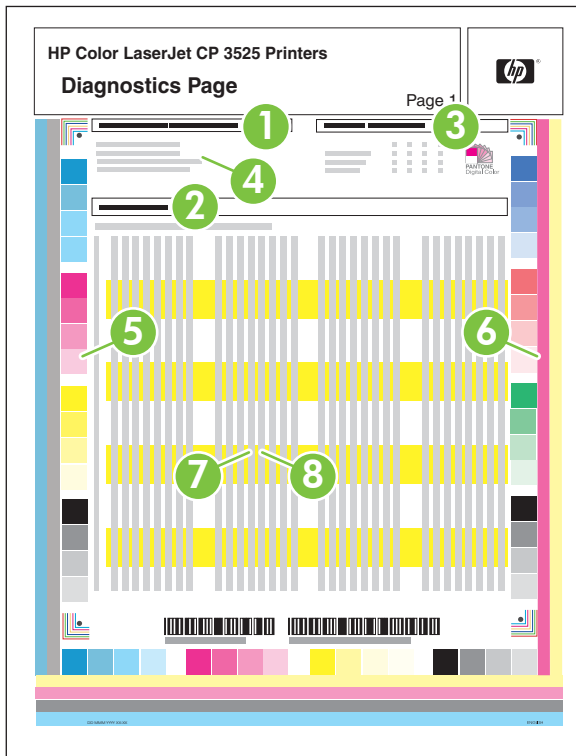 HP Color LaserJet CP 3525 Printers
Diagnostics Page
hp
Page 1
1
3
PANTONE
Digital Color
4
2
5
6
7
8